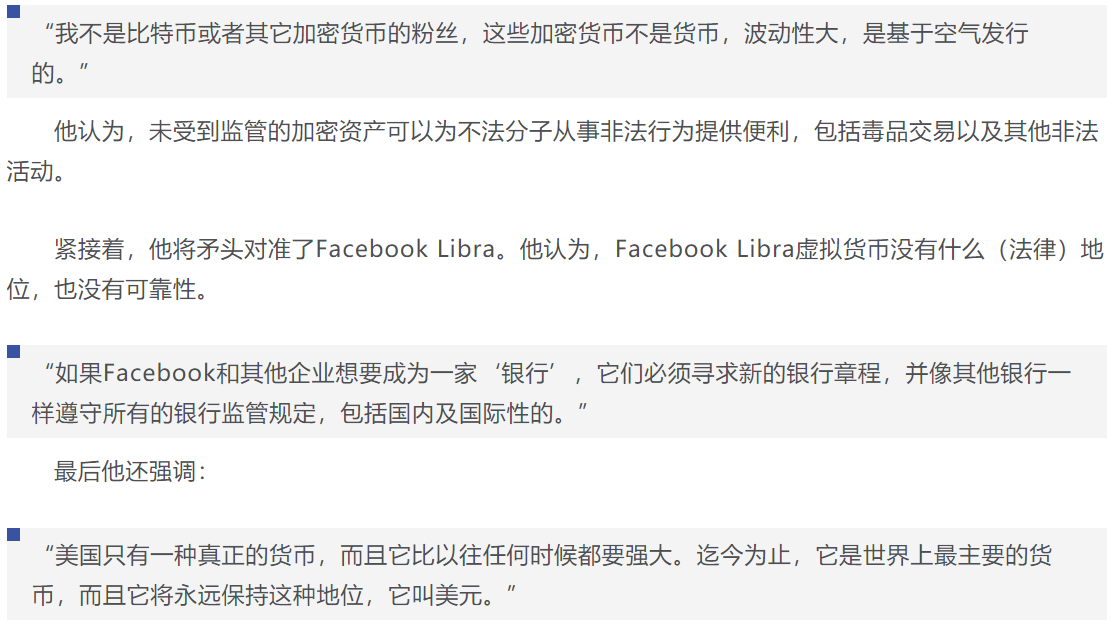 “我不是比特币或者其它加密货币的粉丝，这些加密货币不是货币，波动性大，是基于空气发行
的。”
他认为，未受到监管的加密资产可以为不法分子从事非法行为提供便利，包括毒品交易以及其他非法
活动。
紧接着，他将矛头对准了Facebook Libra。他认为，Facebook Libra虚拟货币没有什么（法律）地
位，也没有可靠性。
“如果Facebook和其他企业想要成为一家‘银行’，它们必须寻求新的银行章程，并像其他银行一
样遵守所有的银行监管规定，包括国内及国际性的。”
最后他还强调：
“美国只有一种真正的货币，而且它比以往任何时候都要强大。迄今为止，它是世界上最主要的货
币，而且它将永远保持这种地位，它叫美元。”